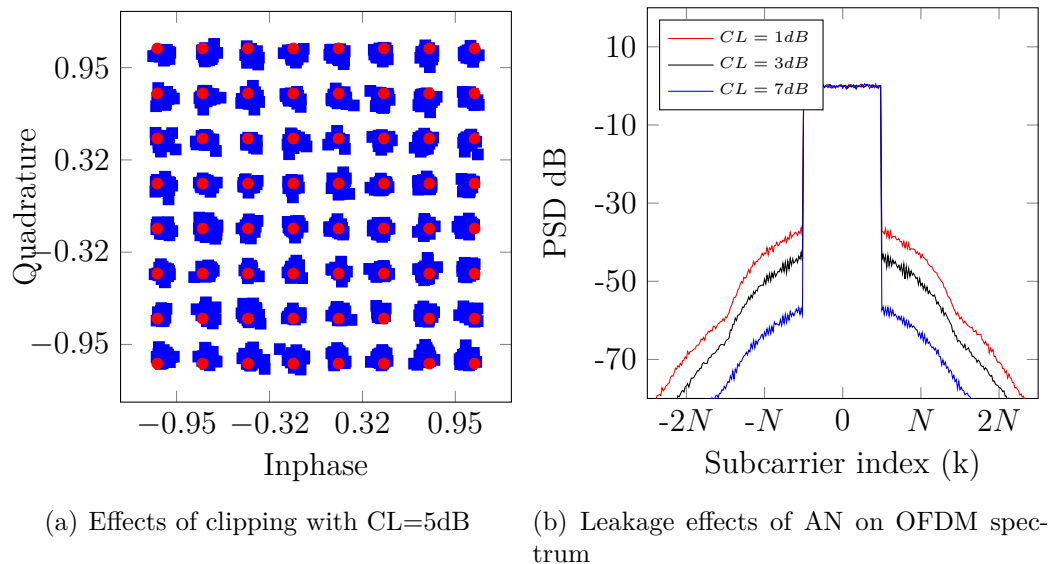 0.95
0.32
−0.32
−0.95
Quadrature
−0.95 −0.32 0.32 0.95
Inphase
(a) Effects of clipping with CL=5dB
CL = 1dB
CL = 3dB
CL = 7dB
10
-10
-30
-50
-70
PSD dB
-2N -N 0 N 2N
Subcarrier index (k)
(b) Leakage effects of AN on OFDM spec-
trum